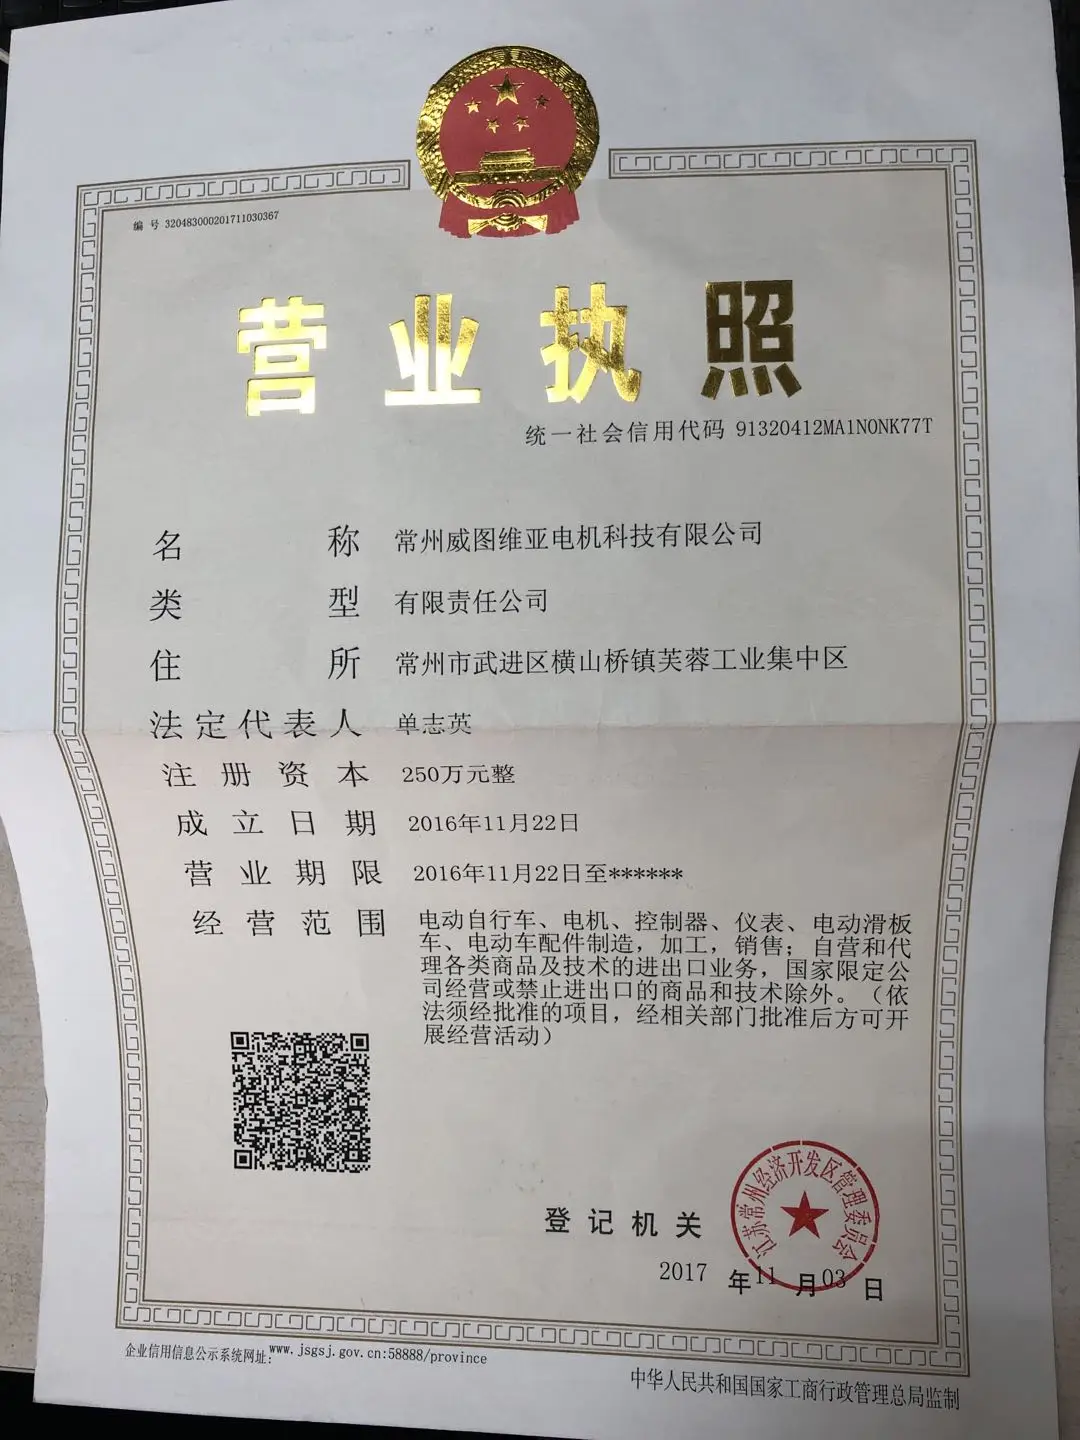 编 号 320483000201711030367
营业执照
统一社会信用代码 91320412MA1N0NK77T
名称 常州威图维亚电机科技有限公司
类型 有限责任公司
住所 常州市武进区横山桥镇芙蓉工业集中区
法定代表人 单志英
注册资本 250万元整
成立日期 2016年11月22日
营业期限 2016年11月22日至******
经营范围 电动自行车、电机、控制器、仪表、电动滑板
车、电动车配件制造，加工，销售；自营和代
理各类商品及技术的进出口业务，国家限定公
司经营或禁止进出口的商品和技术除外。（依
法须经批准的项目，经相关部门批准后方可开
展经营活动）
江苏常州经济开发区管理委员会
登记机关
2017 年 11 月 03 日
企业信用信息公示系统网址：www.jsgsj.gov.cn:58888/province
中华人民共和国国家工商行政管理总局监制